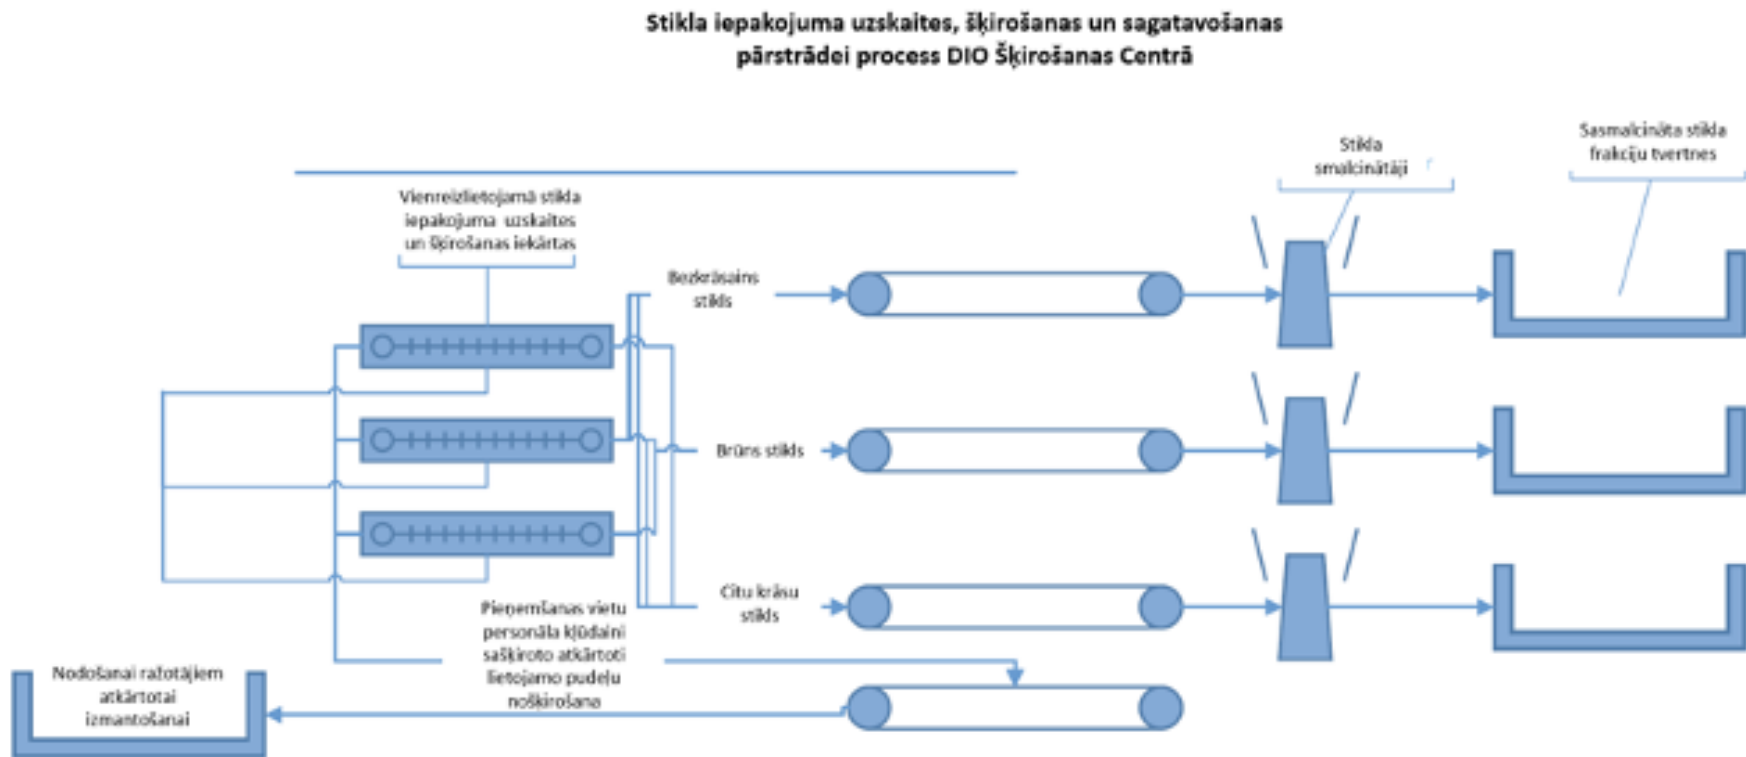 Stikla iepakojuma uzskaites, šķirošanas un sagatavošanas
pārstrādei process DIO Šķirošanas Centrā
Sasmalcināta stikla
frakciju tvertnes
Stikla
smalcinātāji
Vienreizlietojamā stikla
iepakojuma uzskaites
un šķirošanas iekārtas
Bezkrāsains
stikls
Brūns stikls
Citu krāsu
stikls
Pieņemšanas vietu
personāla kļūdaini
sašķiroto atkārtoti
lietojamo pudeļu
nošķirošana
Nodošanai ražotājiem
atkārtotai
izmantošanai